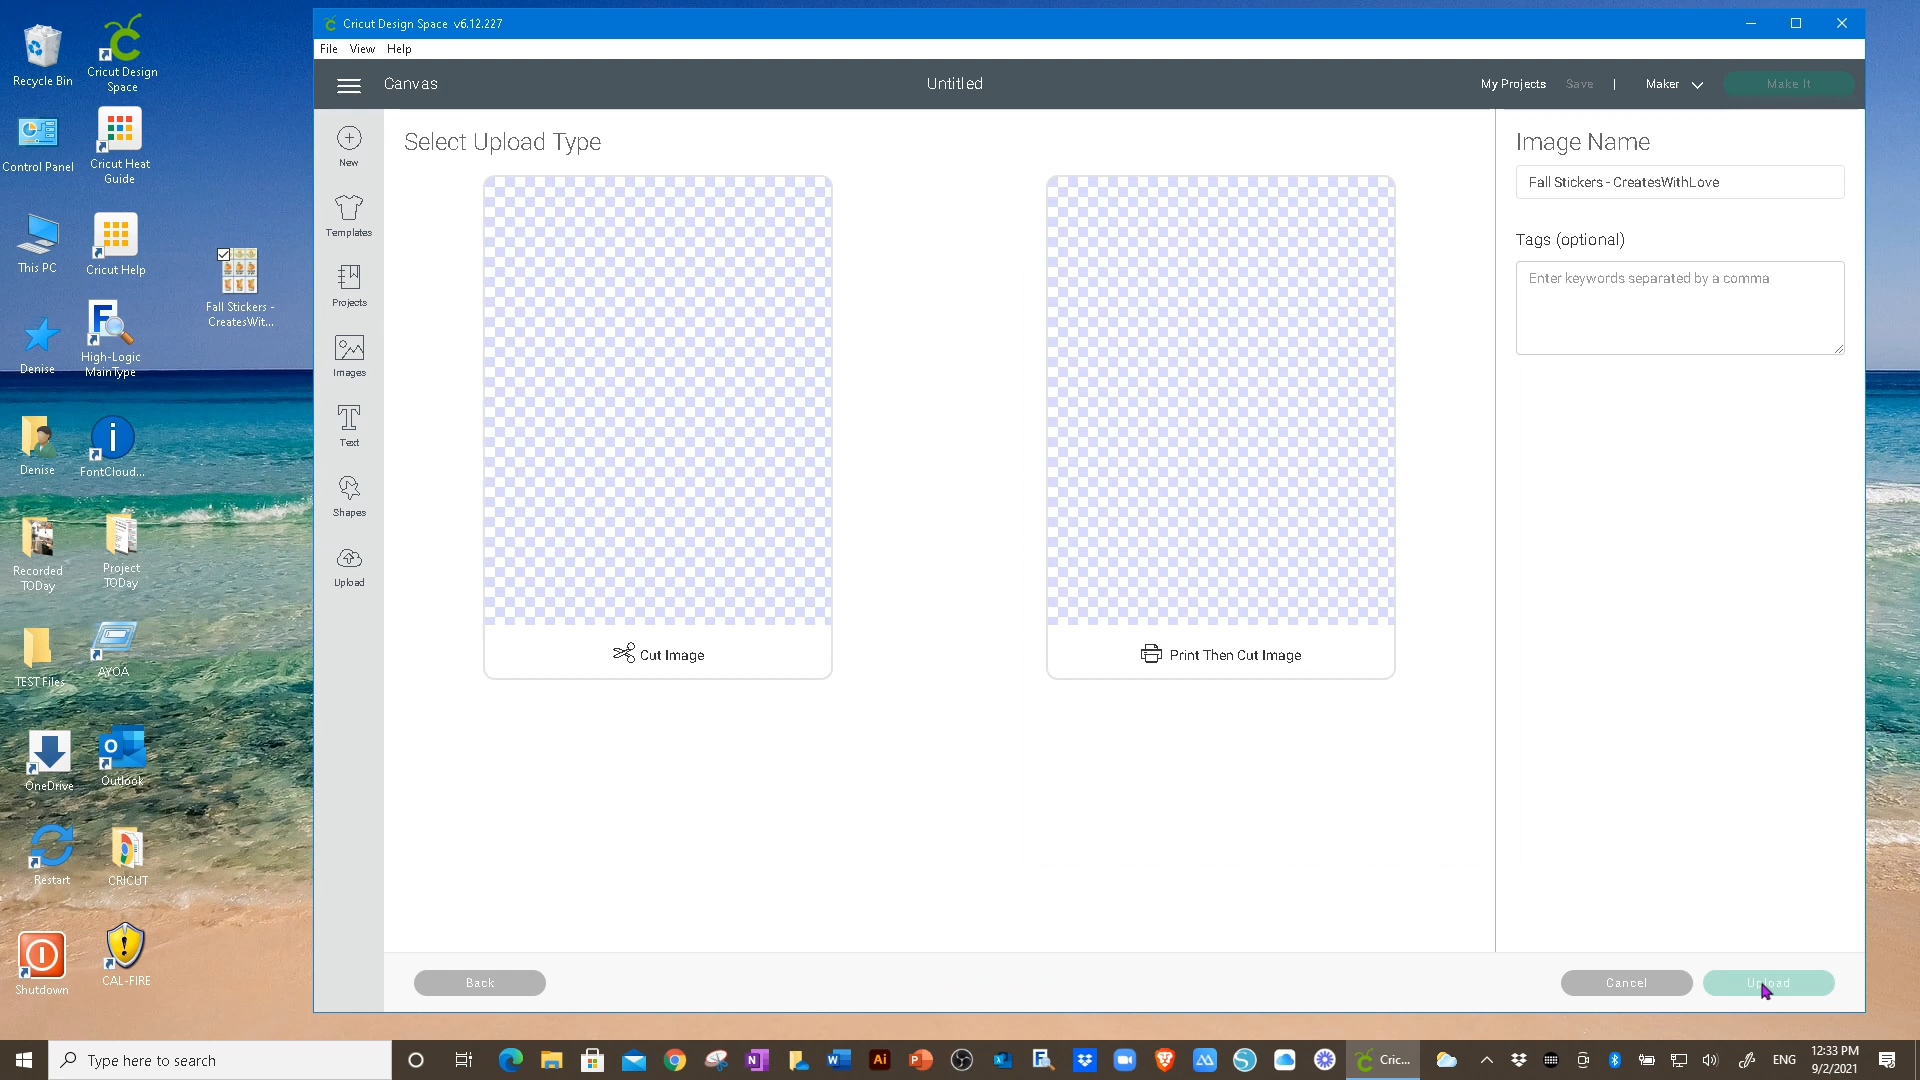 Cricut Design Space v6.12.227
File View Help
Canvas
Untitled
My Projects Save | Maker Make It
New
Templates
Projects
Images
Text
Shapes
Upload
Select Upload Type
Cut Image
Print Then Cut Image
Image Name
Fall Stickers - CreatesWithLove
Tags (optional)
Enter keywords separated by a comma
Back
Cancel
Upload
Recycle Bin
Cricut Design
Space
Control Panel
Cricut Heat
Guide
This PC
Cricut Help
Fall Stickers -
CreatesWit...
Denise
High-Logic
MainType
Denise
FontCloud...
Recorded
TODay
Project
TODay
TEST Files
AYOA
OneDrive
Outlook
Restart
CRICUT
Shutdown
CAL-FIRE
Type here to search
Cric...
ENG
12:33 PM
9/2/2021